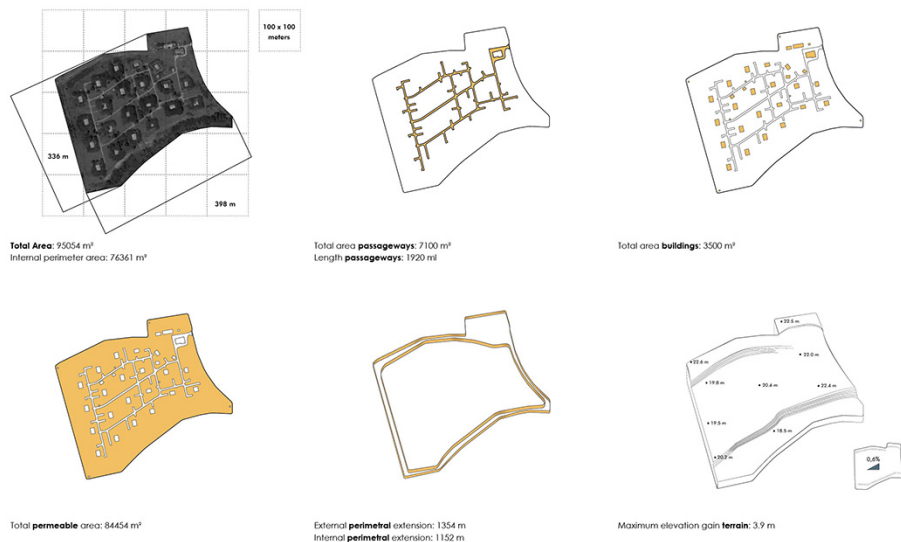 100 x 100
meters
336 m
398 m
Total Area: 95054 m²
Internal perimeter area: 76361 m²
Total area passageways: 7100 m²
Length passageways: 1920 ml
Total area buildings: 3500 m²
22.5 m
22.0 m
22.6 m
19.8 m
20.6 m
22.4 m
19.5 m
18.5 m
20.2 m
0,6%
Total permeable area: 84454 m²
External perimetral extension: 1354 m
Internal perimetral extension: 1152 m
Maximum elevation gain terrain: 3.9 m